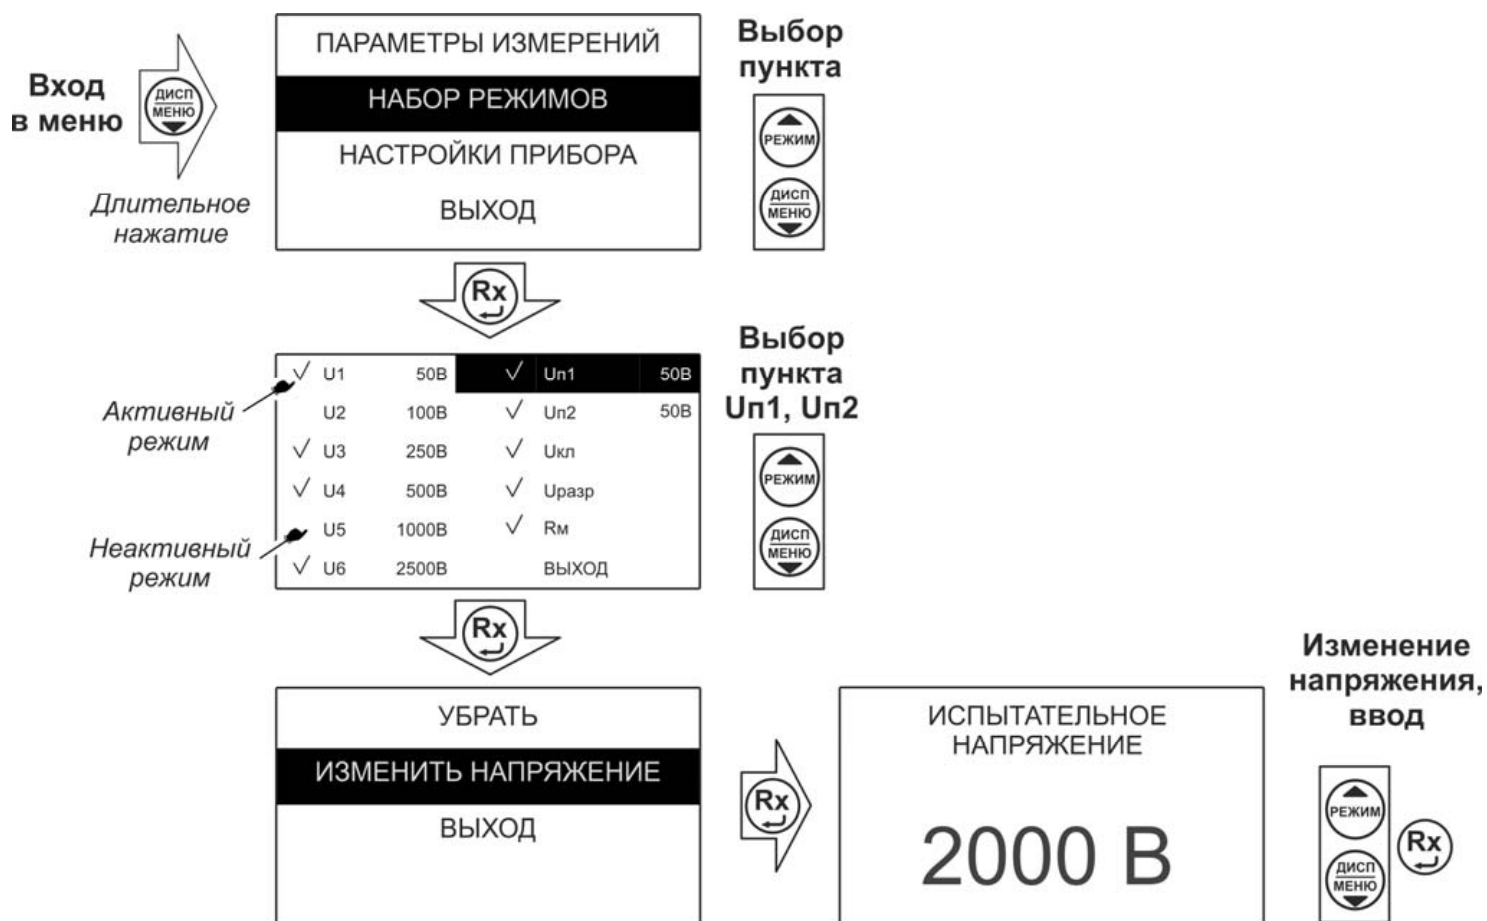 Вход
в меню
ДИСП
МЕНЮ
Длительное
нажатие
ПАРАМЕТРЫ ИЗМЕРЕНИЙ
НАБОР РЕЖИМОВ
НАСТРОЙКИ ПРИБОРА
ВЫХОД
Выбор
пункта
РЕЖИМ
ДИСП
МЕНЮ
Rx
Активный
режим
Неактивный
режим
U1 50В Uп1 50В
U2 100В Uп2 50В
U3 250В Uкл
U4 500В Uразр
U5 1000В Rм
U6 2500В ВЫХОД
Выбор
пункта
Uп1, Uп2
РЕЖИМ
ДИСП
МЕНЮ
Rx
УБРАТЬ
ИЗМЕНИТЬ НАПРЯЖЕНИЕ
ВЫХОД
Rx
ИСПЫТАТЕЛЬНОЕ
НАПРЯЖЕНИЕ
2000 В
Изменение
напряжения,
ввод
РЕЖИМ
ДИСП
МЕНЮ
Rx